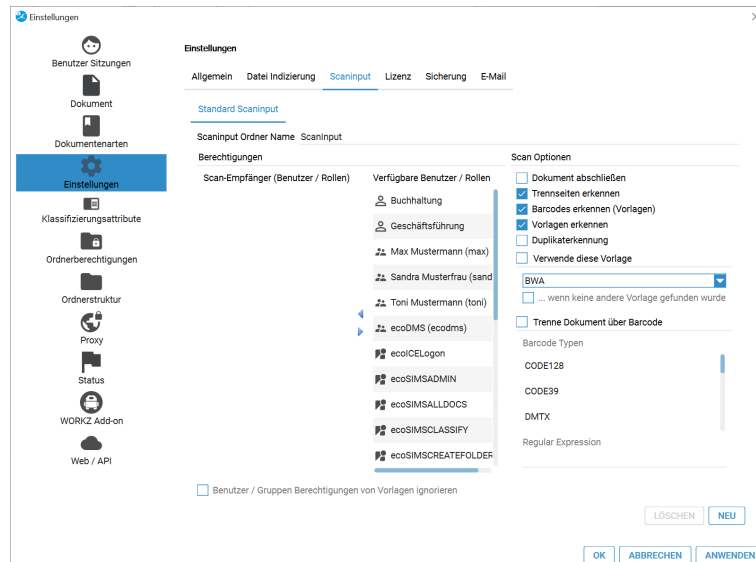 Einstellungen
Benutzer Sitzungen
Dokument
Dokumentenarten
Einstellungen
Klassifizierungsattribute
Ordnerberechtigungen
Ordnerstruktur
Proxy
Status
WORKZ Add-on
Web / API
Einstellungen
Allgemein Datei Indizierung Scaninput Lizenz Sicherung E-Mail
Standard Scaninput
Scaninput Ordner Name ScanInput
Berechtigungen
Scan-Empfänger (Benutzer / Rollen)
Verfügbare Benutzer / Rollen
Buchhaltung
Geschäftsführung
Max Mustermann (max)
Sandra Musterfrau (sand
Toni Mustermann (toni)
ecoDMS (ecodms)
ecoICELogon
ecoSIMSADMIN
ecoSIMSALLDOCS
ecoSIMSCLASSIFY
ecoSIMSCREATEFOLDER
Benutzer / Gruppen Berechtigungen von Vorlagen ignorieren
Scan Optionen
Dokument abschließen
Trennseiten erkennen
Barcodes erkennen (Vorlagen)
Vorlagen erkennen
Duplikaterkennung
Verwende diese Vorlage
BWA
... wenn keine andere Vorlage gefunden wurde
Trenne Dokument über Barcode
Barcode Typen
CODE128
CODE39
DMTX
Regular Expression
LÖSCHEN NEU
OK ABBRECHEN ANWENDEN